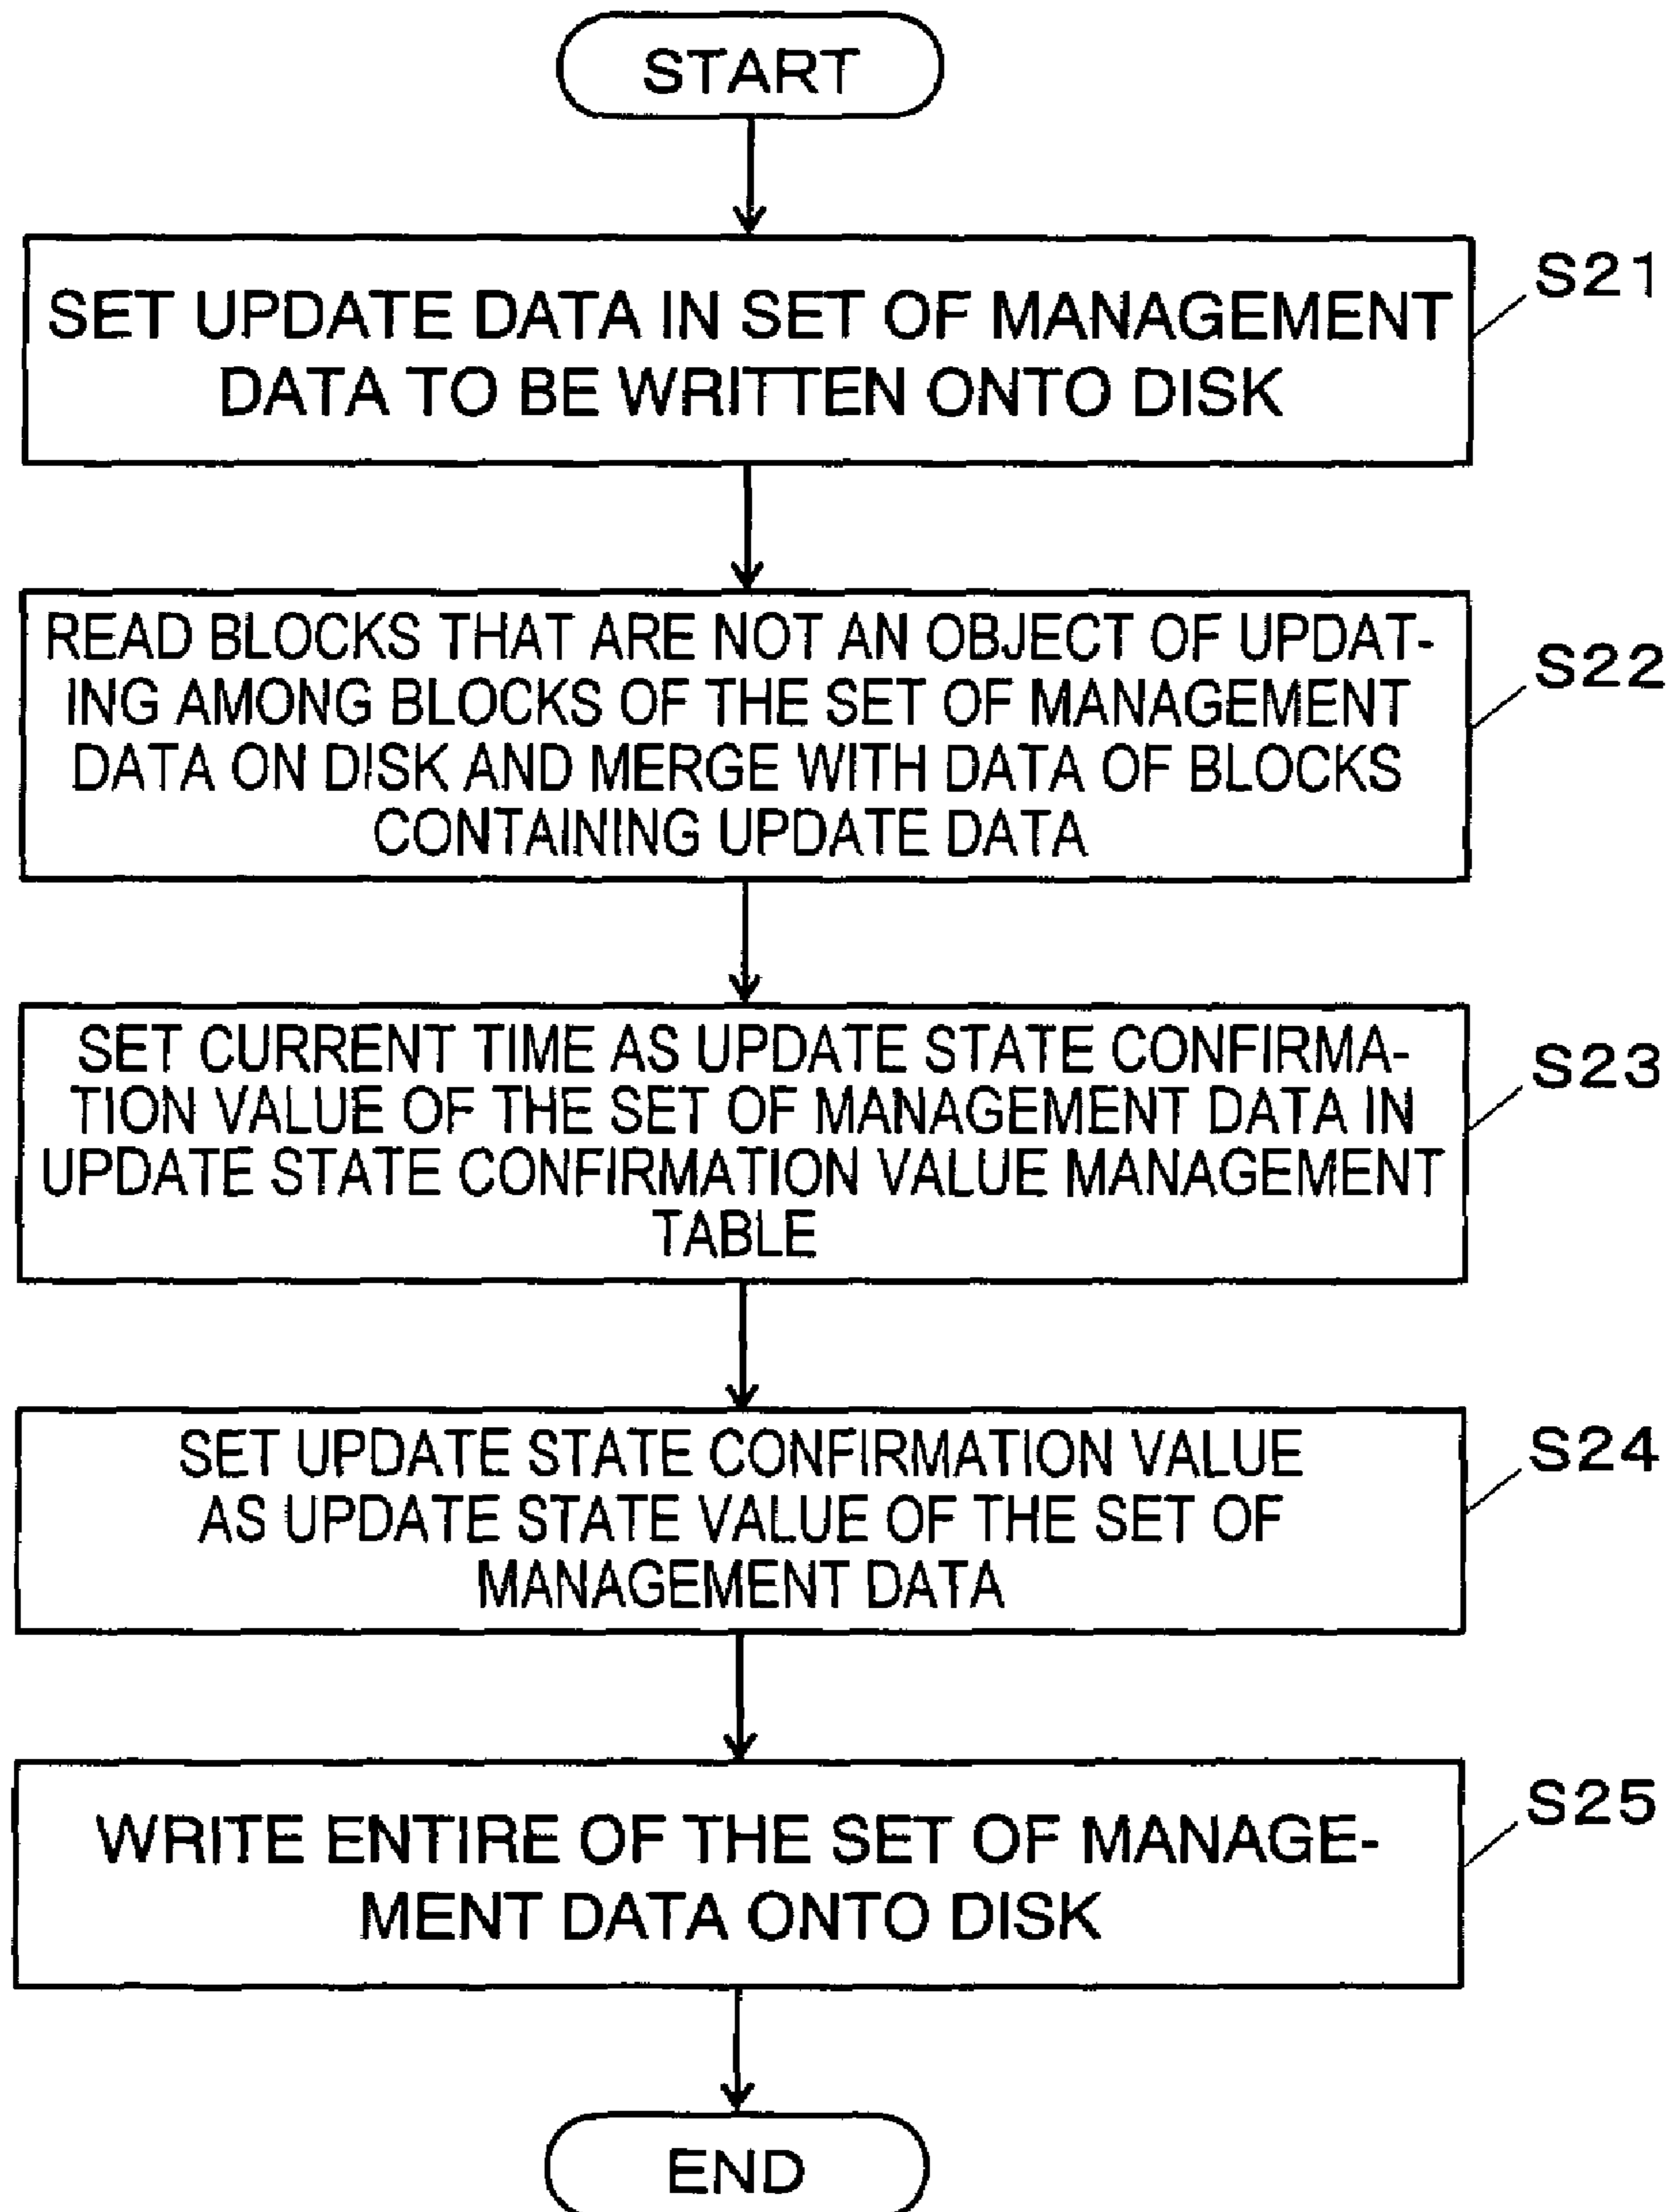 START
SET UPDATE DATA IN SET OF MANAGEMENT
DATA TO BE WRITTEN ONTO DISK
S21
READ BLOCKS THAT ARE NOT AN OBJECT OF UPDAT-
ING AMONG BLOCKS OF THE SET OF MANAGEMENT
DATA ON DISK AND MERGE WITH DATA OF BLOCKS
CONTAINING UPDATE DATA
S22
SET CURRENT TIME AS UPDATE STATE CONFIRMA-
TION VALUE OF THE SET OF MANAGEMENT DATA IN
UPDATE STATE CONFIRMATION VALUE MANAGEMENT
TABLE
S23
SET UPDATE STATE CONFIRMATION VALUE
AS UPDATE STATE VALUE OF THE SET OF
MANAGEMENT DATA
S24
WRITE ENTIRE OF THE SET OF MANAGE-
MENT DATA ONTO DISK
S25
END